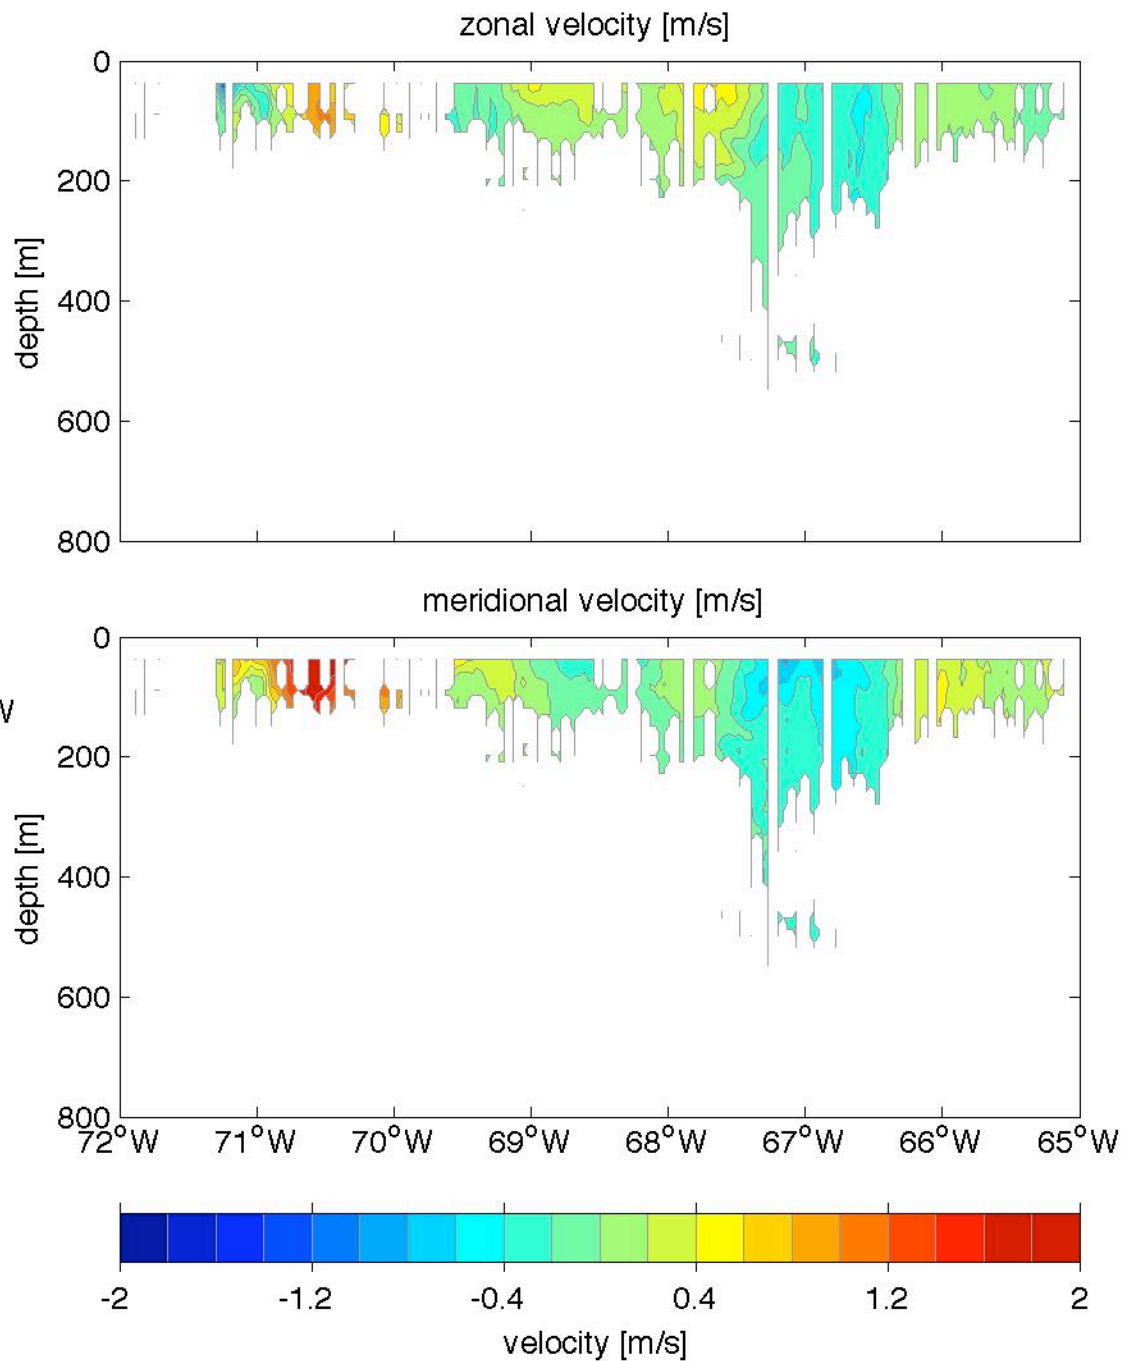 zonal velocity [m/s]
0
200
400
600
800
depth [m]
meridional velocity [m/s]
0
200
400
600
800
depth [m]
W
72°W 71°W 70°W 69°W 68°W 67°W 66°W 65°W
-2 -1.2 -0.4 0.4 1.2 2
velocity [m/s]